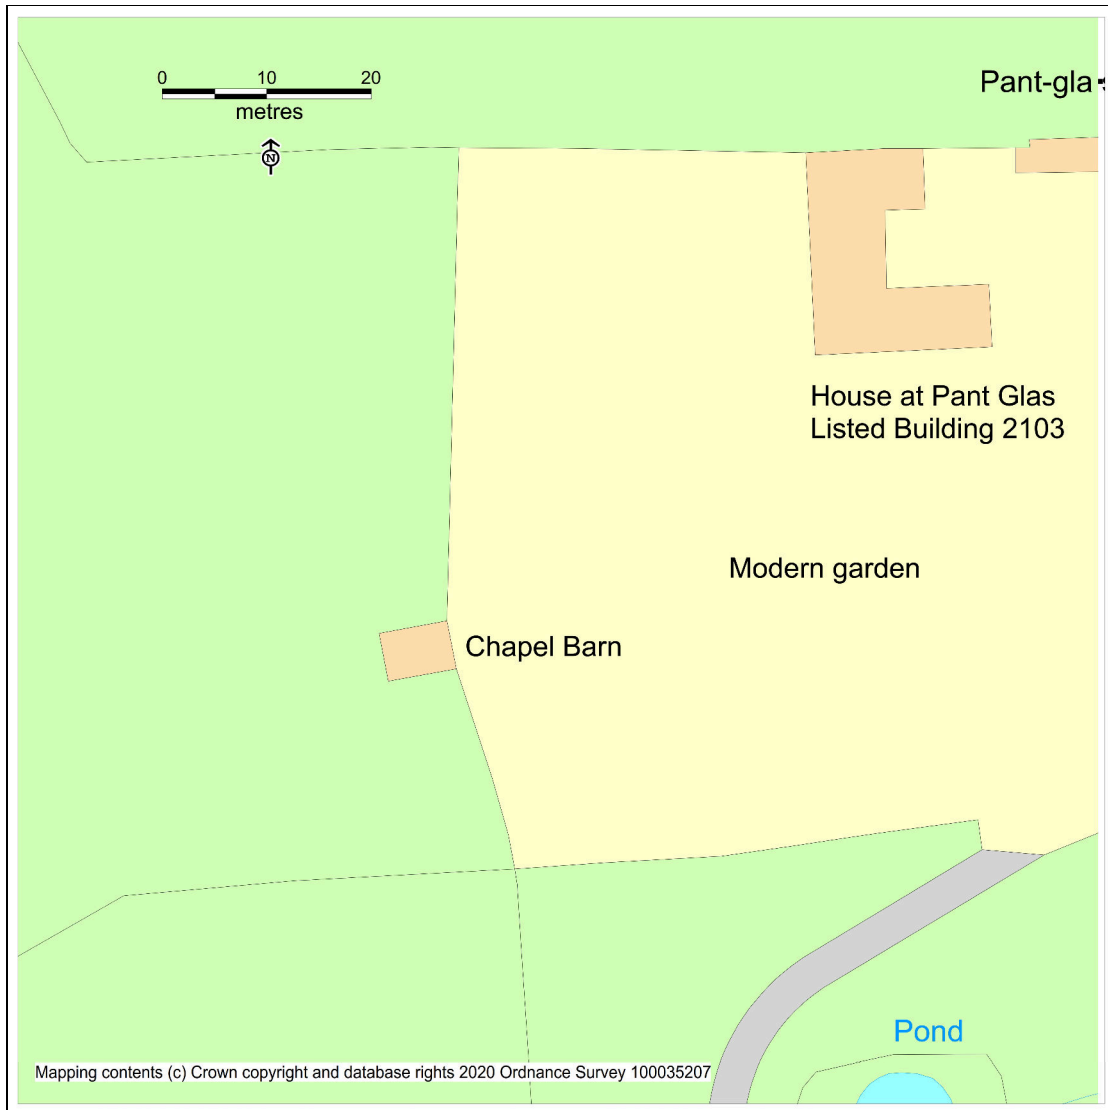 0 10 20
metres
N
Pant-gla
House at Pant Glas
Listed Building 2103
Modern garden
Chapel Barn
Pond
Mapping contents (c) Crown copyright and database rights 2020 Ordnance Survey 100035207